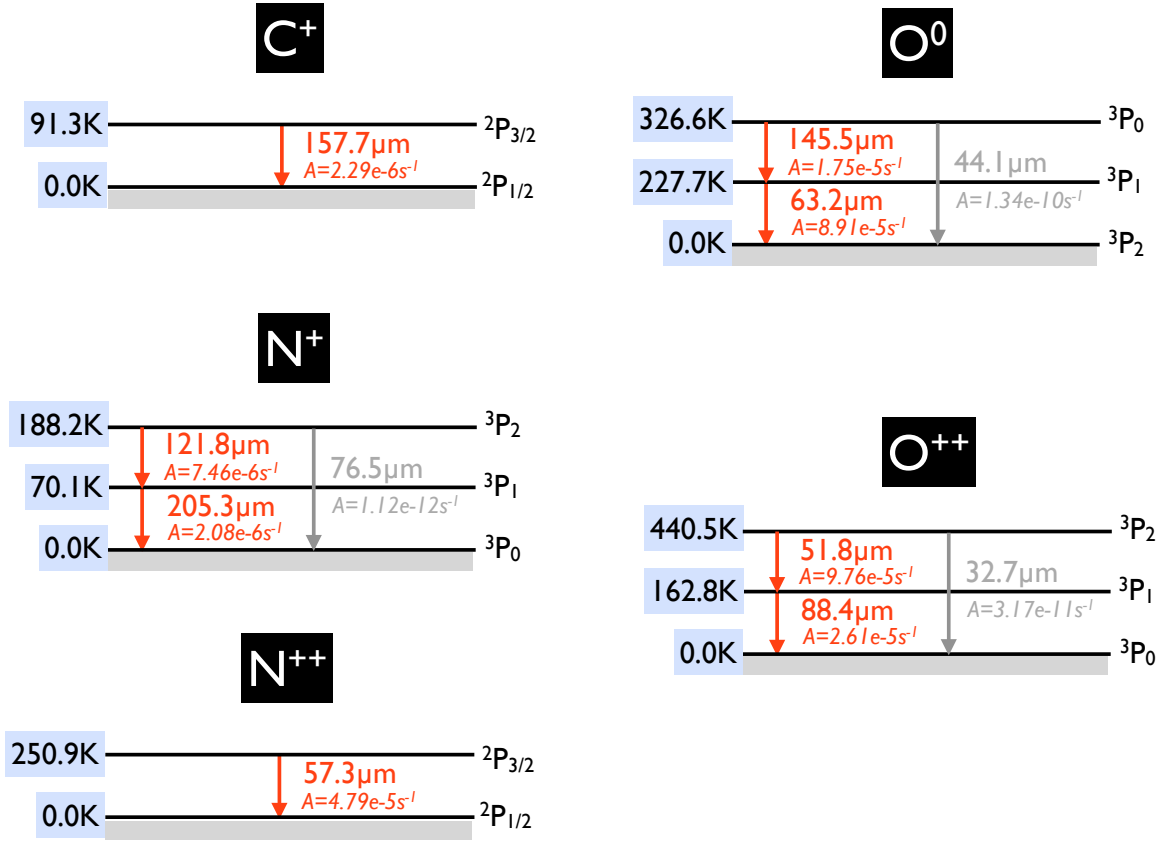 C⁺
91.3K
²P₃/₂
157.7µm
A=2.29e-6s⁻¹
0.0K
²P₁/₂
O⁰
326.6K
³P₀
145.5µm
A=1.75e-5s⁻¹
44.1µm
A=1.34e-10s⁻¹
227.7K
³P₁
63.2µm
A=8.91e-5s⁻¹
0.0K
³P₂
N⁺
188.2K
³P₂
121.8µm
A=7.46e-6s⁻¹
76.5µm
A=1.12e-12s⁻¹
70.1K
³P₁
205.3µm
A=2.08e-6s⁻¹
0.0K
³P₀
O⁺⁺
440.5K
³P₂
51.8µm
A=9.76e-5s⁻¹
32.7µm
A=3.17e-11s⁻¹
162.8K
³P₁
88.4µm
A=2.61e-5s⁻¹
0.0K
³P₀
N⁺⁺
250.9K
²P₃/₂
57.3µm
A=4.79e-5s⁻¹
0.0K
²P₁/₂